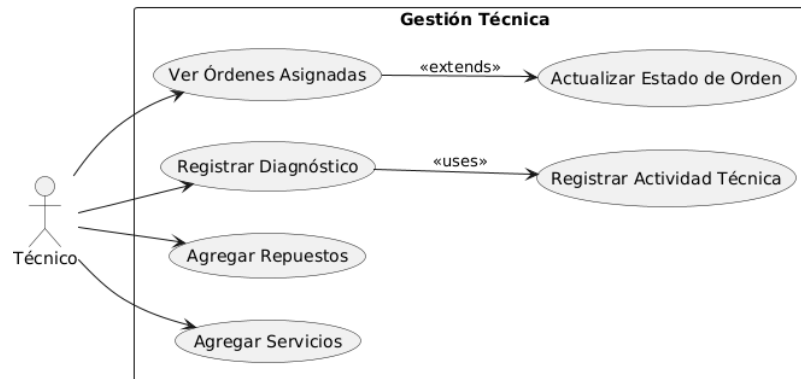 Gestión Técnica
Ver Órdenes Asignadas
«extends»
Actualizar Estado de Orden
Registrar Diagnóstico
«uses»
Registrar Actividad Técnica
Técnico
Agregar Repuestos
Agregar Servicios